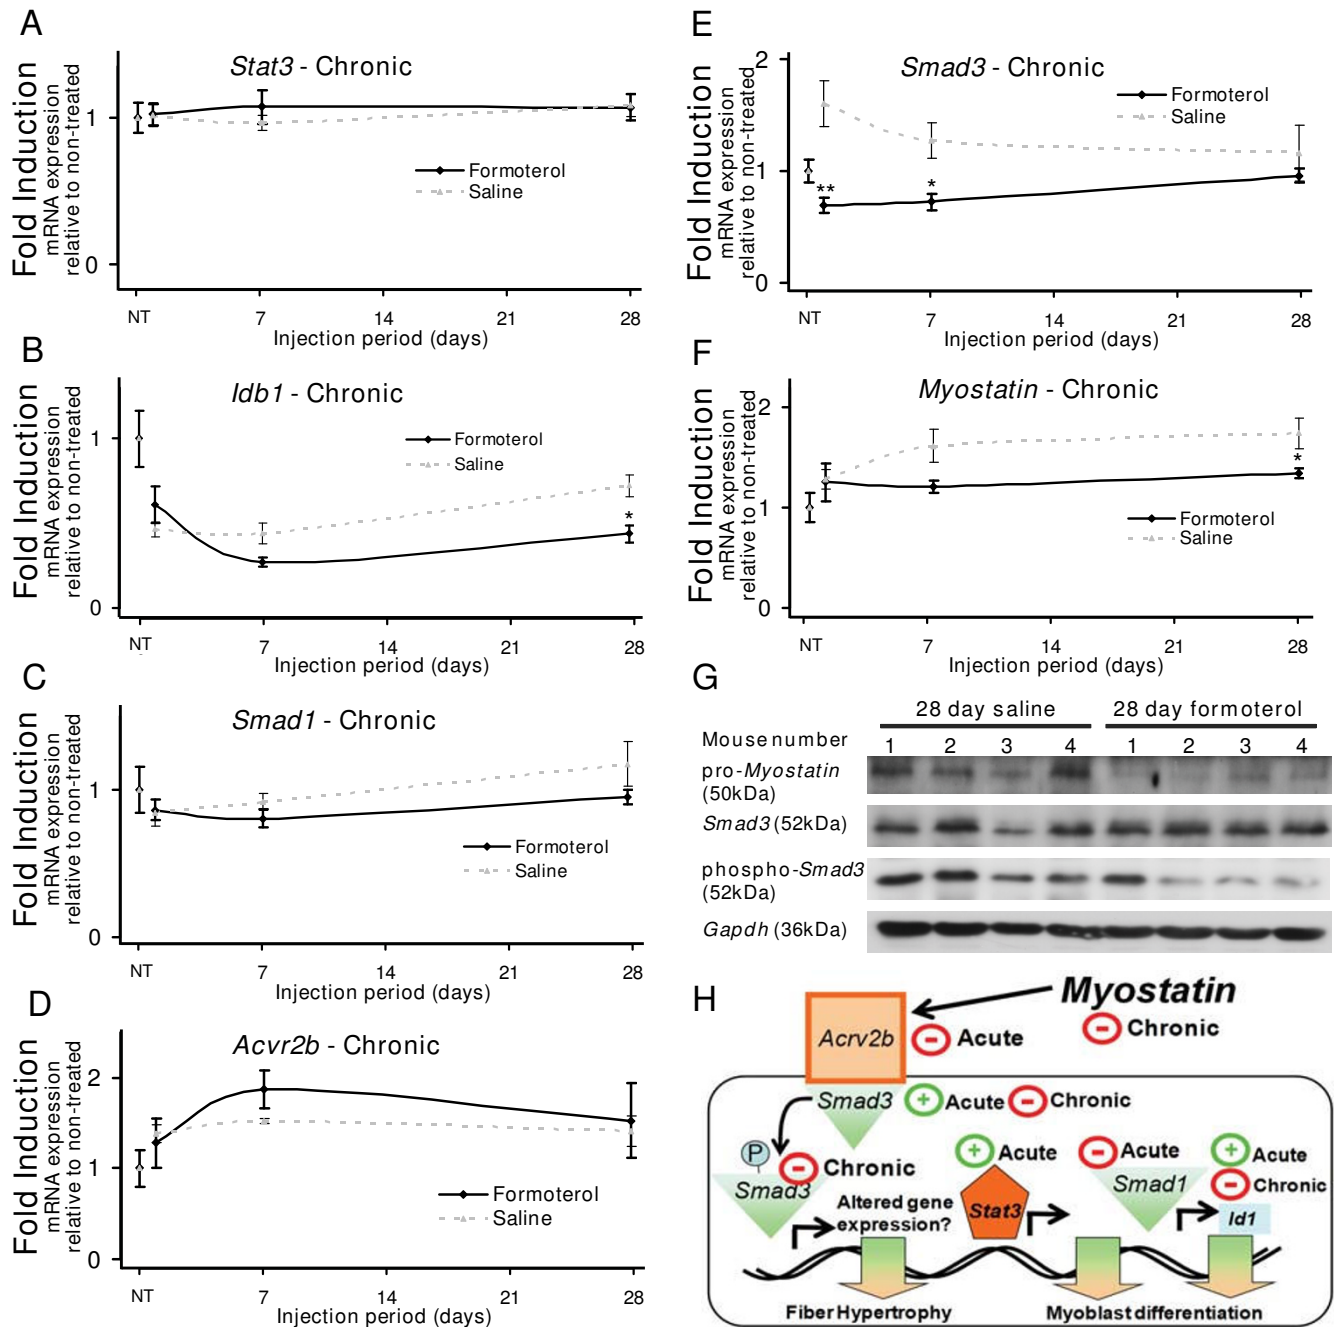 A
Stat3 - Chronic
Fold Induction
mRNA expression
relative to non-treated
1
0
Formoterol
Saline
NT 7 14 21 28
Injection period (days)
B
Idb1 - Chronic
Fold Induction
mRNA expression
relative to non-treated
1
0
Formoterol
Saline
*
NT 7 14 21 28
Injection period (days)
C
Smad1 - Chronic
Fold Induction
mRNA expression
relative to non-treated
1
0
Formoterol
Saline
NT 7 14 21 28
Injection period (days)
D
Acvr2b - Chronic
Fold Induction
mRNA expression
relative to non-treated
2
1
0
Formoterol
Saline
NT 7 14 21 28
Injection period (days)
E
Smad3 - Chronic
Fold Induction
mRNA expression
relative to non-treated
2
1
0
Formoterol
Saline
** *
NT 7 14 21 28
Injection period (days)
F
Myostatin - Chronic
Fold Induction
mRNA expression
relative to non-treated
2
1
0
*
Formoterol
Saline
NT 7 14 21 28
Injection period (days)
G
28 day saline 28 day formoterol
Mouse number 1 2 3 4 1 2 3 4
pro-Myostatin
(50kDa)
Smad3 (52kDa)
phospho-Smad3
(52kDa)
Gapdh (36kDa)
H
Myostatin
- Chronic
Acrv2b - Acute
Smad3 + Acute - Chronic
P
- Chronic
Smad3
Altered gene
expression?
+ Acute
Stat3
- Acute
Smad1
+ Acute
- Chronic
Id1
Fiber Hypertrophy Myoblast differentiation